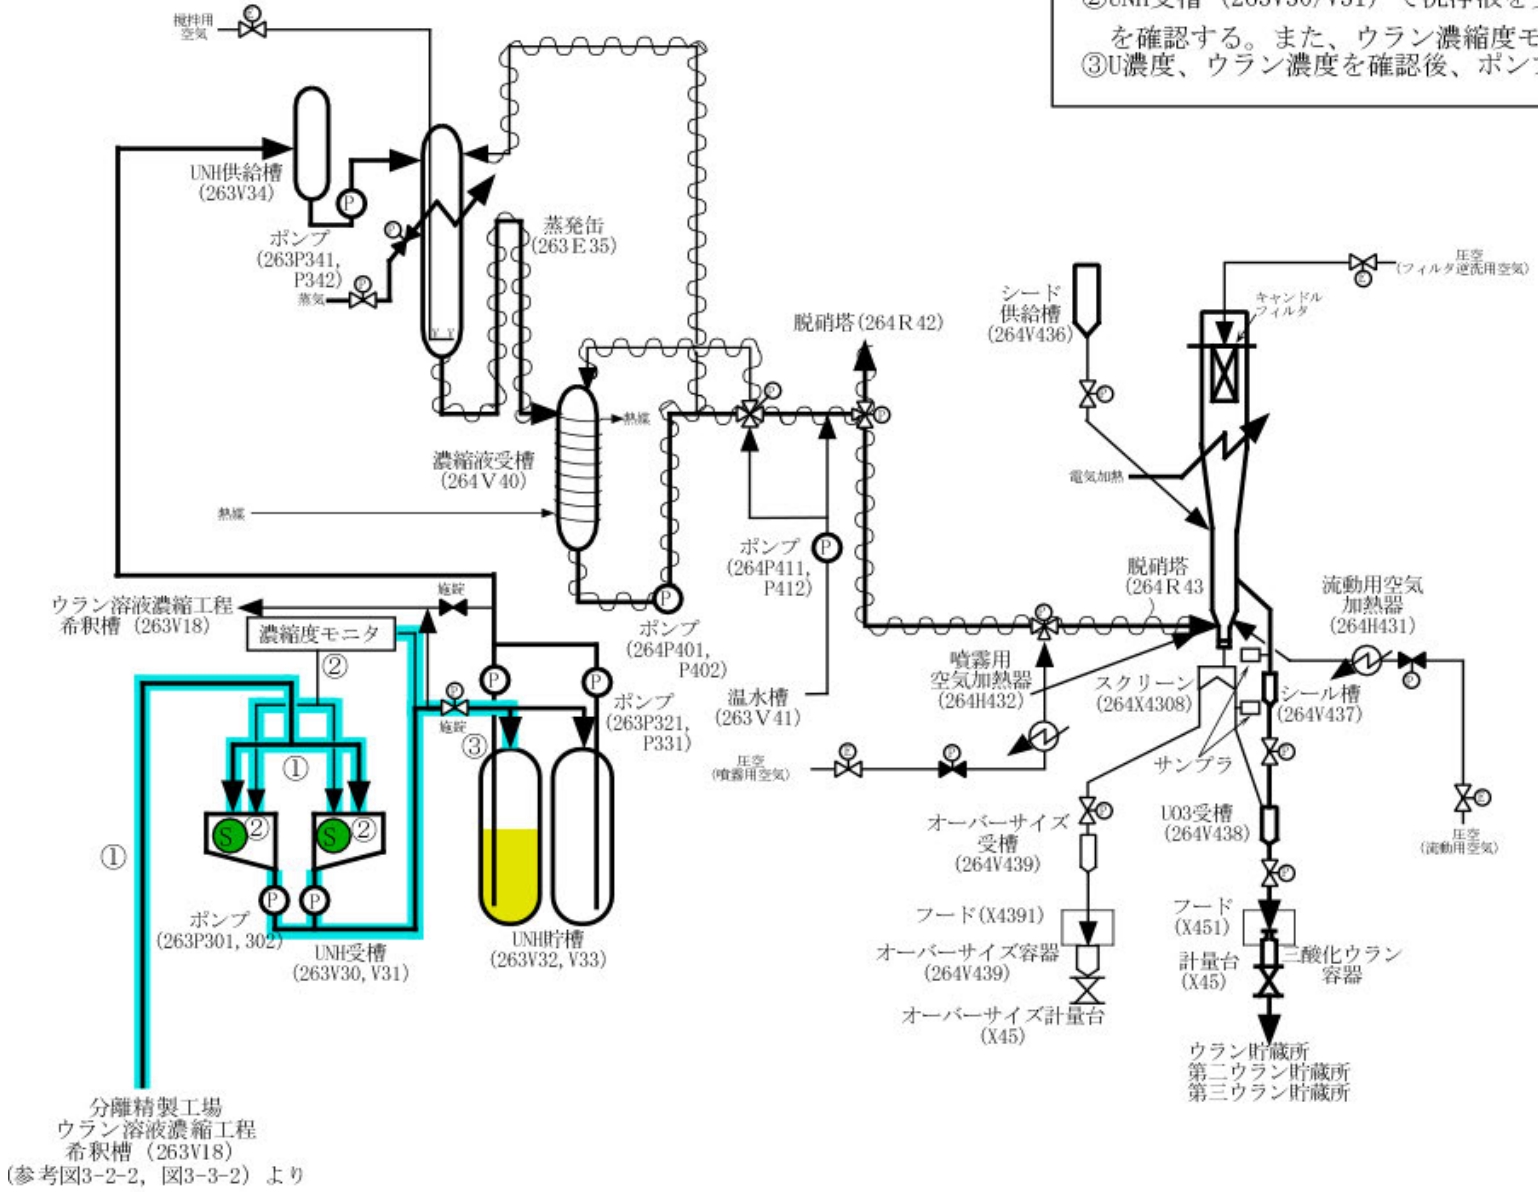 ②UNH受槽（263V30/V31）で洗浄液を
を確認する。また、ウラン濃縮度モ
③U濃度、ウラン濃度を確認後、ポン
撹拌用
空気
E
UNH供給槽
(263V34)
P
ポンプ
(263P341,
P342)
P
P
蒸気
Y Y
蒸発缶
(263E35)
脱硝塔(264R42)
シード
供給槽
(264V436)
P
圧空
(フィルタ逆洗用空気)
E
キャンドル
フィルタ
P
P
熱媒
濃縮液受槽
(264V40)
熱媒
電気加熱
ポンプ
(264P411,
P412)
P
P
ポンプ
(264P401,
P402)
脱硝塔
(264R43)
流動用空気
加熱器
(264H431)
ウラン溶液濃縮工程
希釈槽 (263V18)
施錠
濃縮度モニタ
②
P
P
P
施錠
③
ポンプ
(263P321,
P331)
温水槽
(263V41)
噴霧用
空気加熱器
(264H432)
P
スクリーン
(264X4308)
シール槽
(264V437)
P
サンプラ
圧空
(噴霧用空気)
E
P
P
E
圧空
(流動用空気)
①
①
S
②
S
②
P
P
ポンプ
(263P301, 302)
UNH受槽
(263V30, V31)
UNH貯槽
(263V32, V33)
オーバーサイズ
受槽
(264V439)
P
UO3受槽
(264V438)
P
フード(X4391)
フード
(X451)
オーバーサイズ容器
(264V439)
計量台
(X45)
三酸化ウラン
容器
オーバーサイズ計量台
(X45)
ウラン貯蔵所
第二ウラン貯蔵所
第三ウラン貯蔵所
分離精製工場
ウラン溶液濃縮工程
希釈槽 (263V18)
(参考図3-2-2, 図3-3-2) より